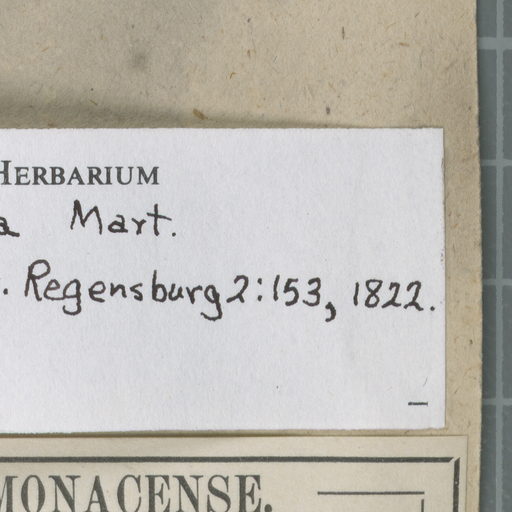 HERBARIUM
a Mart.
. Regensburg 2:153, 1822.
MONACENSE.